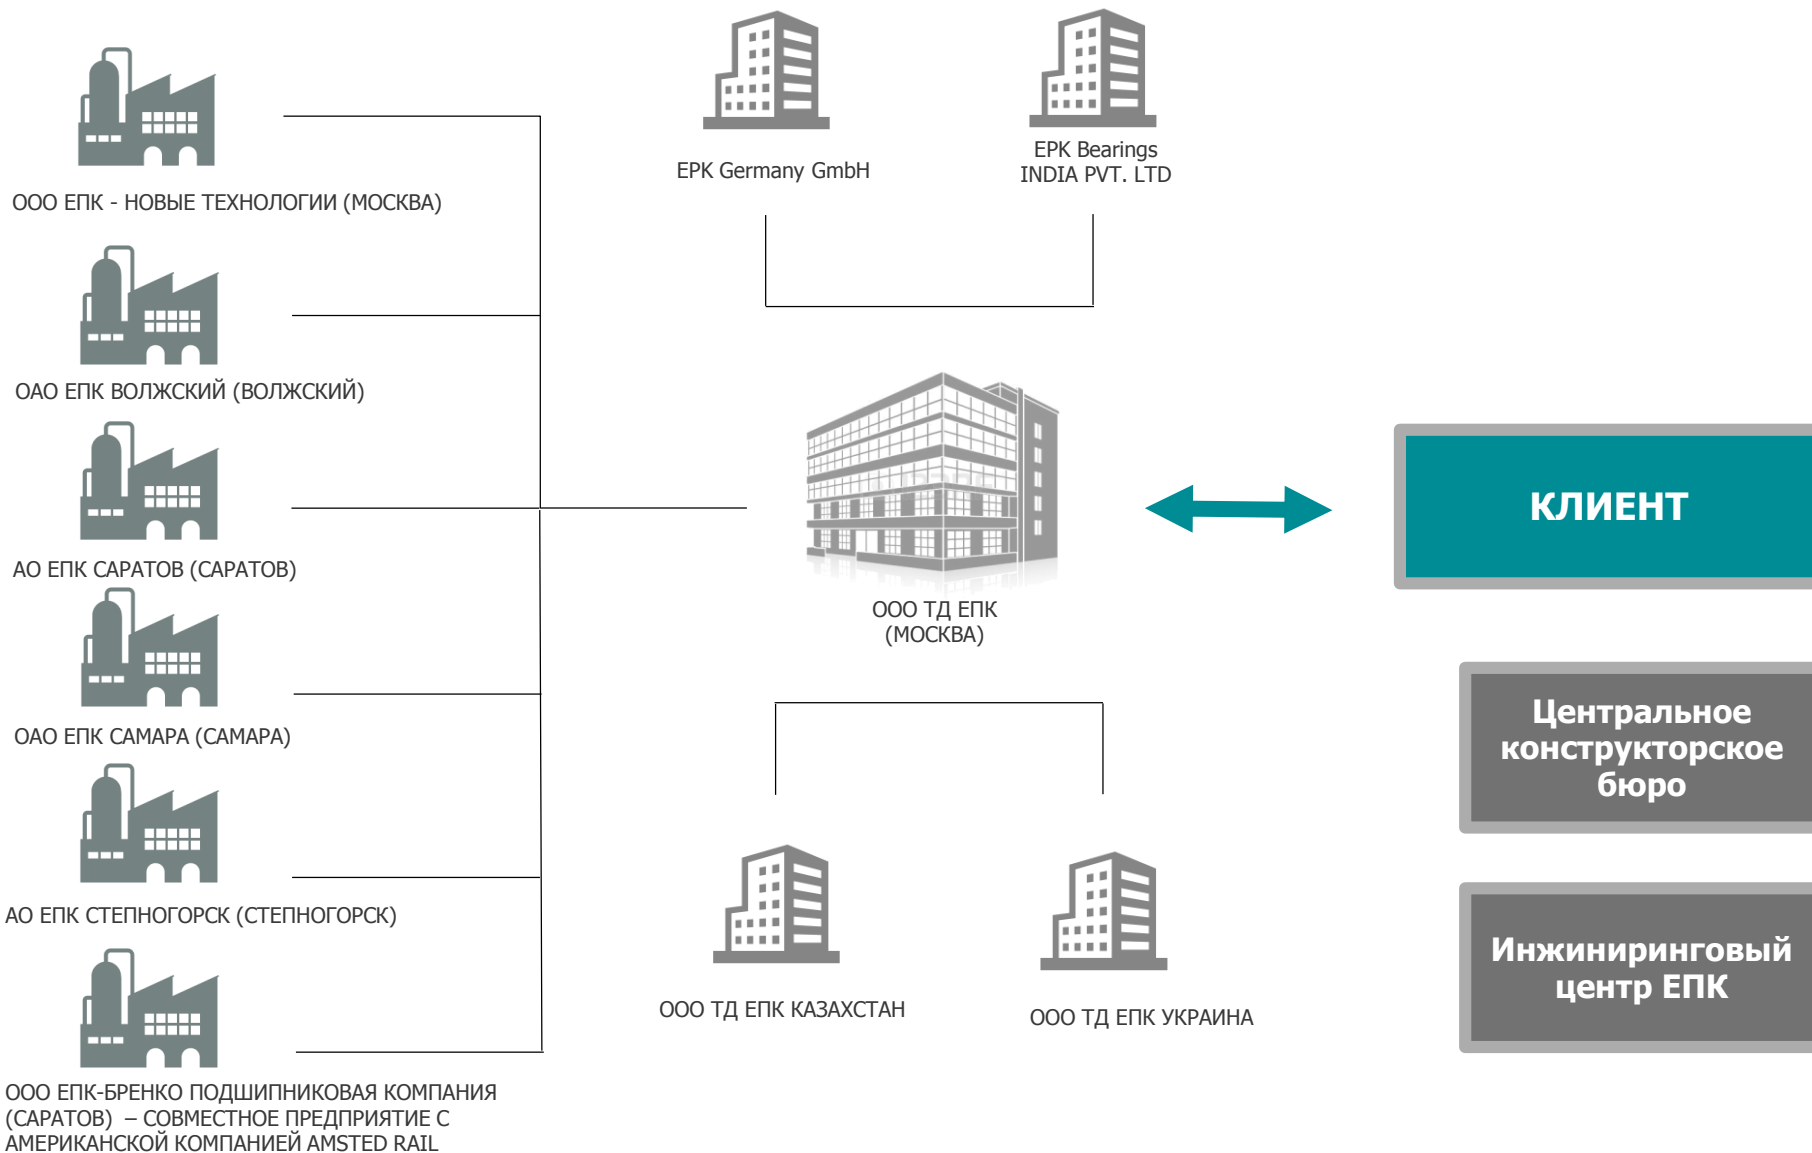 ООО ЕПК - НОВЫЕ ТЕХНОЛОГИИ (МОСКВА)
ОАО ЕПК ВОЛЖСКИЙ (ВОЛЖСКИЙ)
АО ЕПК САРАТОВ (САРАТОВ)
ОАО ЕПК САМАРА (САМАРА)
АО ЕПК СТЕПНОГОРСК (СТЕПНОГОРСК)
ООО ЕПК-БРЕНКО ПОДШИПНИКОВАЯ КОМПАНИЯ
(САРАТОВ) – СОВМЕСТНОЕ ПРЕДПРИЯТИЕ С
АМЕРИКАНСКОЙ КОМПАНИЕЙ AMSTED RAIL
EPK Germany GmbH
EPK Bearings
INDIA PVT. LTD
ООО ТД ЕПК
(МОСКВА)
ООО ТД ЕПК КАЗАХСТАН
ООО ТД ЕПК УКРАИНА
КЛИЕНТ
Центральное
конструкторское
бюро
Инжиниринговый
центр ЕПК